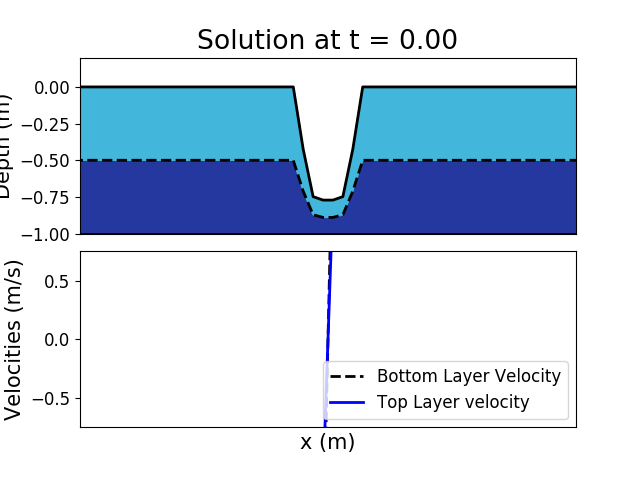 Solution at t = 0.00
Depth (m)
0.00
−0.25
−0.50
−0.75
−1.00
Velocities (m/s)
0.5
0.0
−0.5
Bottom Layer Velocity
Top Layer velocity
x (m)